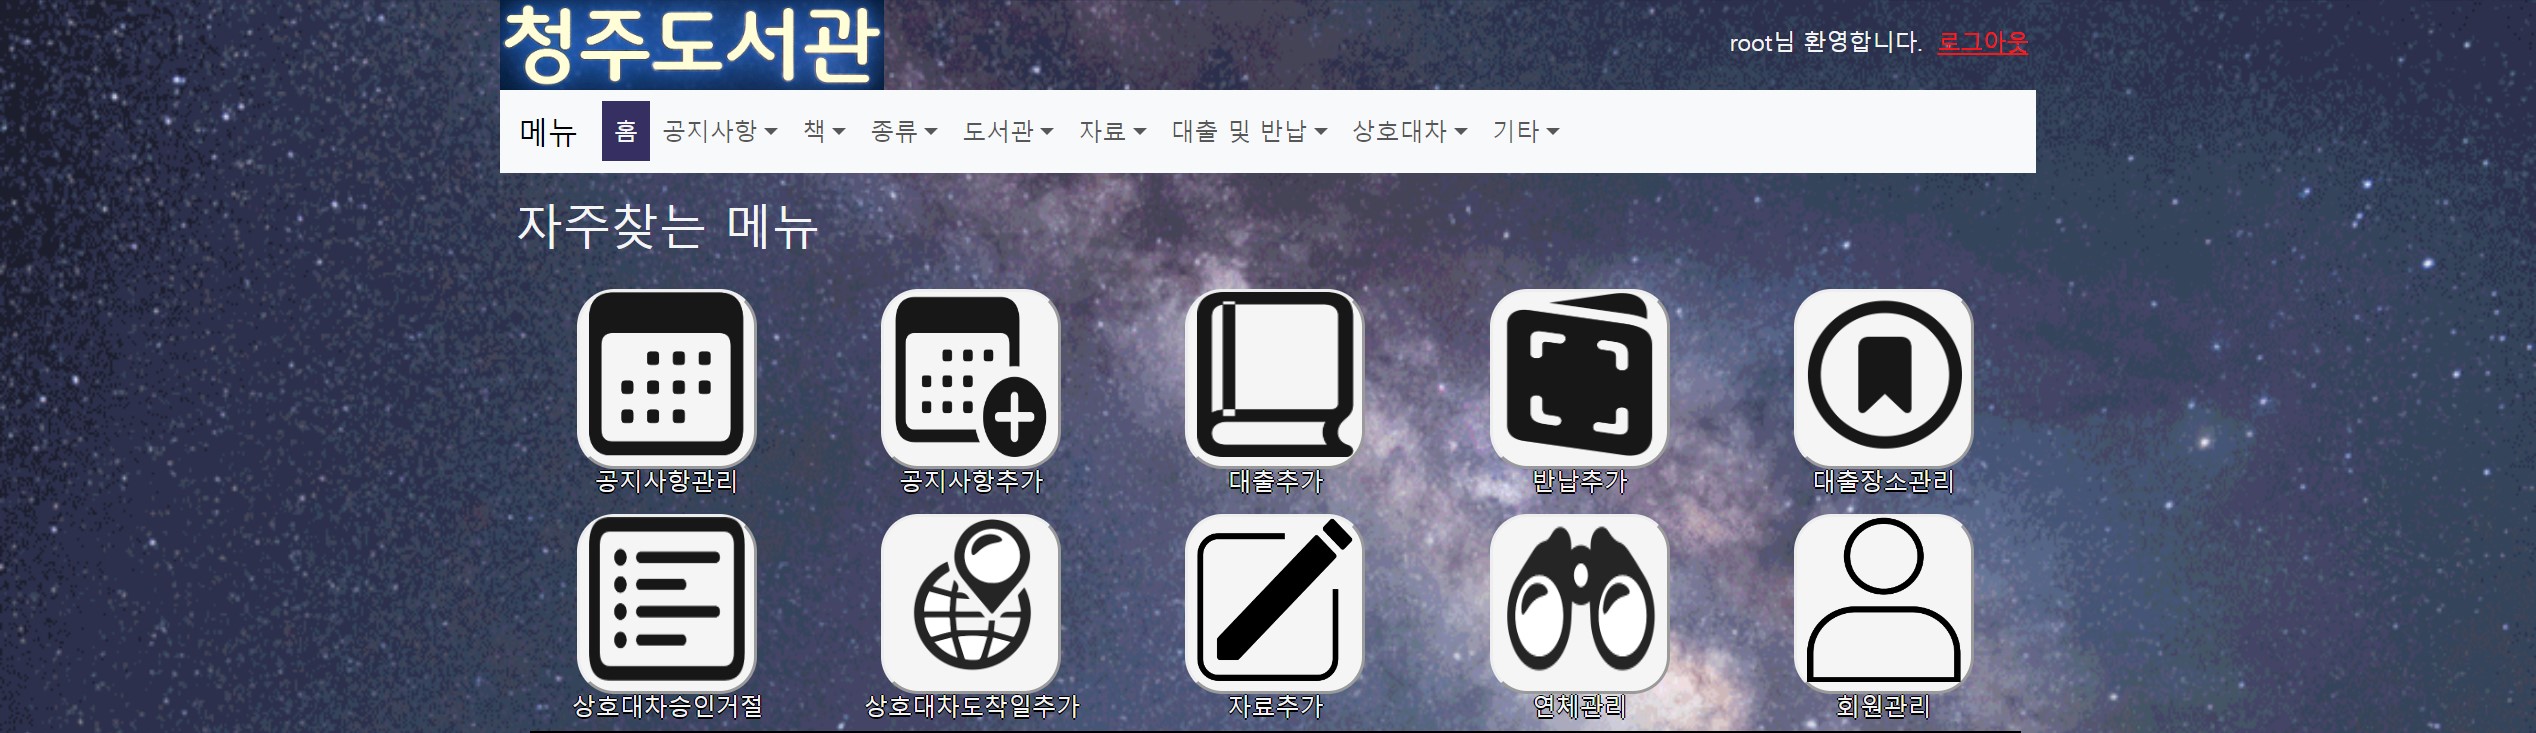 청주도서관
root님 환영합니다. 로그아웃
메뉴 홈 공지사항 책 종류 도서관 자료 대출 및 반납 상호대차 기타
자주찾는 메뉴
공지사항관리 공지사항추가 대출추가 반납추가 대출장소관리
상호대차승인거절 상호대차도착일추가 자료추가 연체관리 회원관리